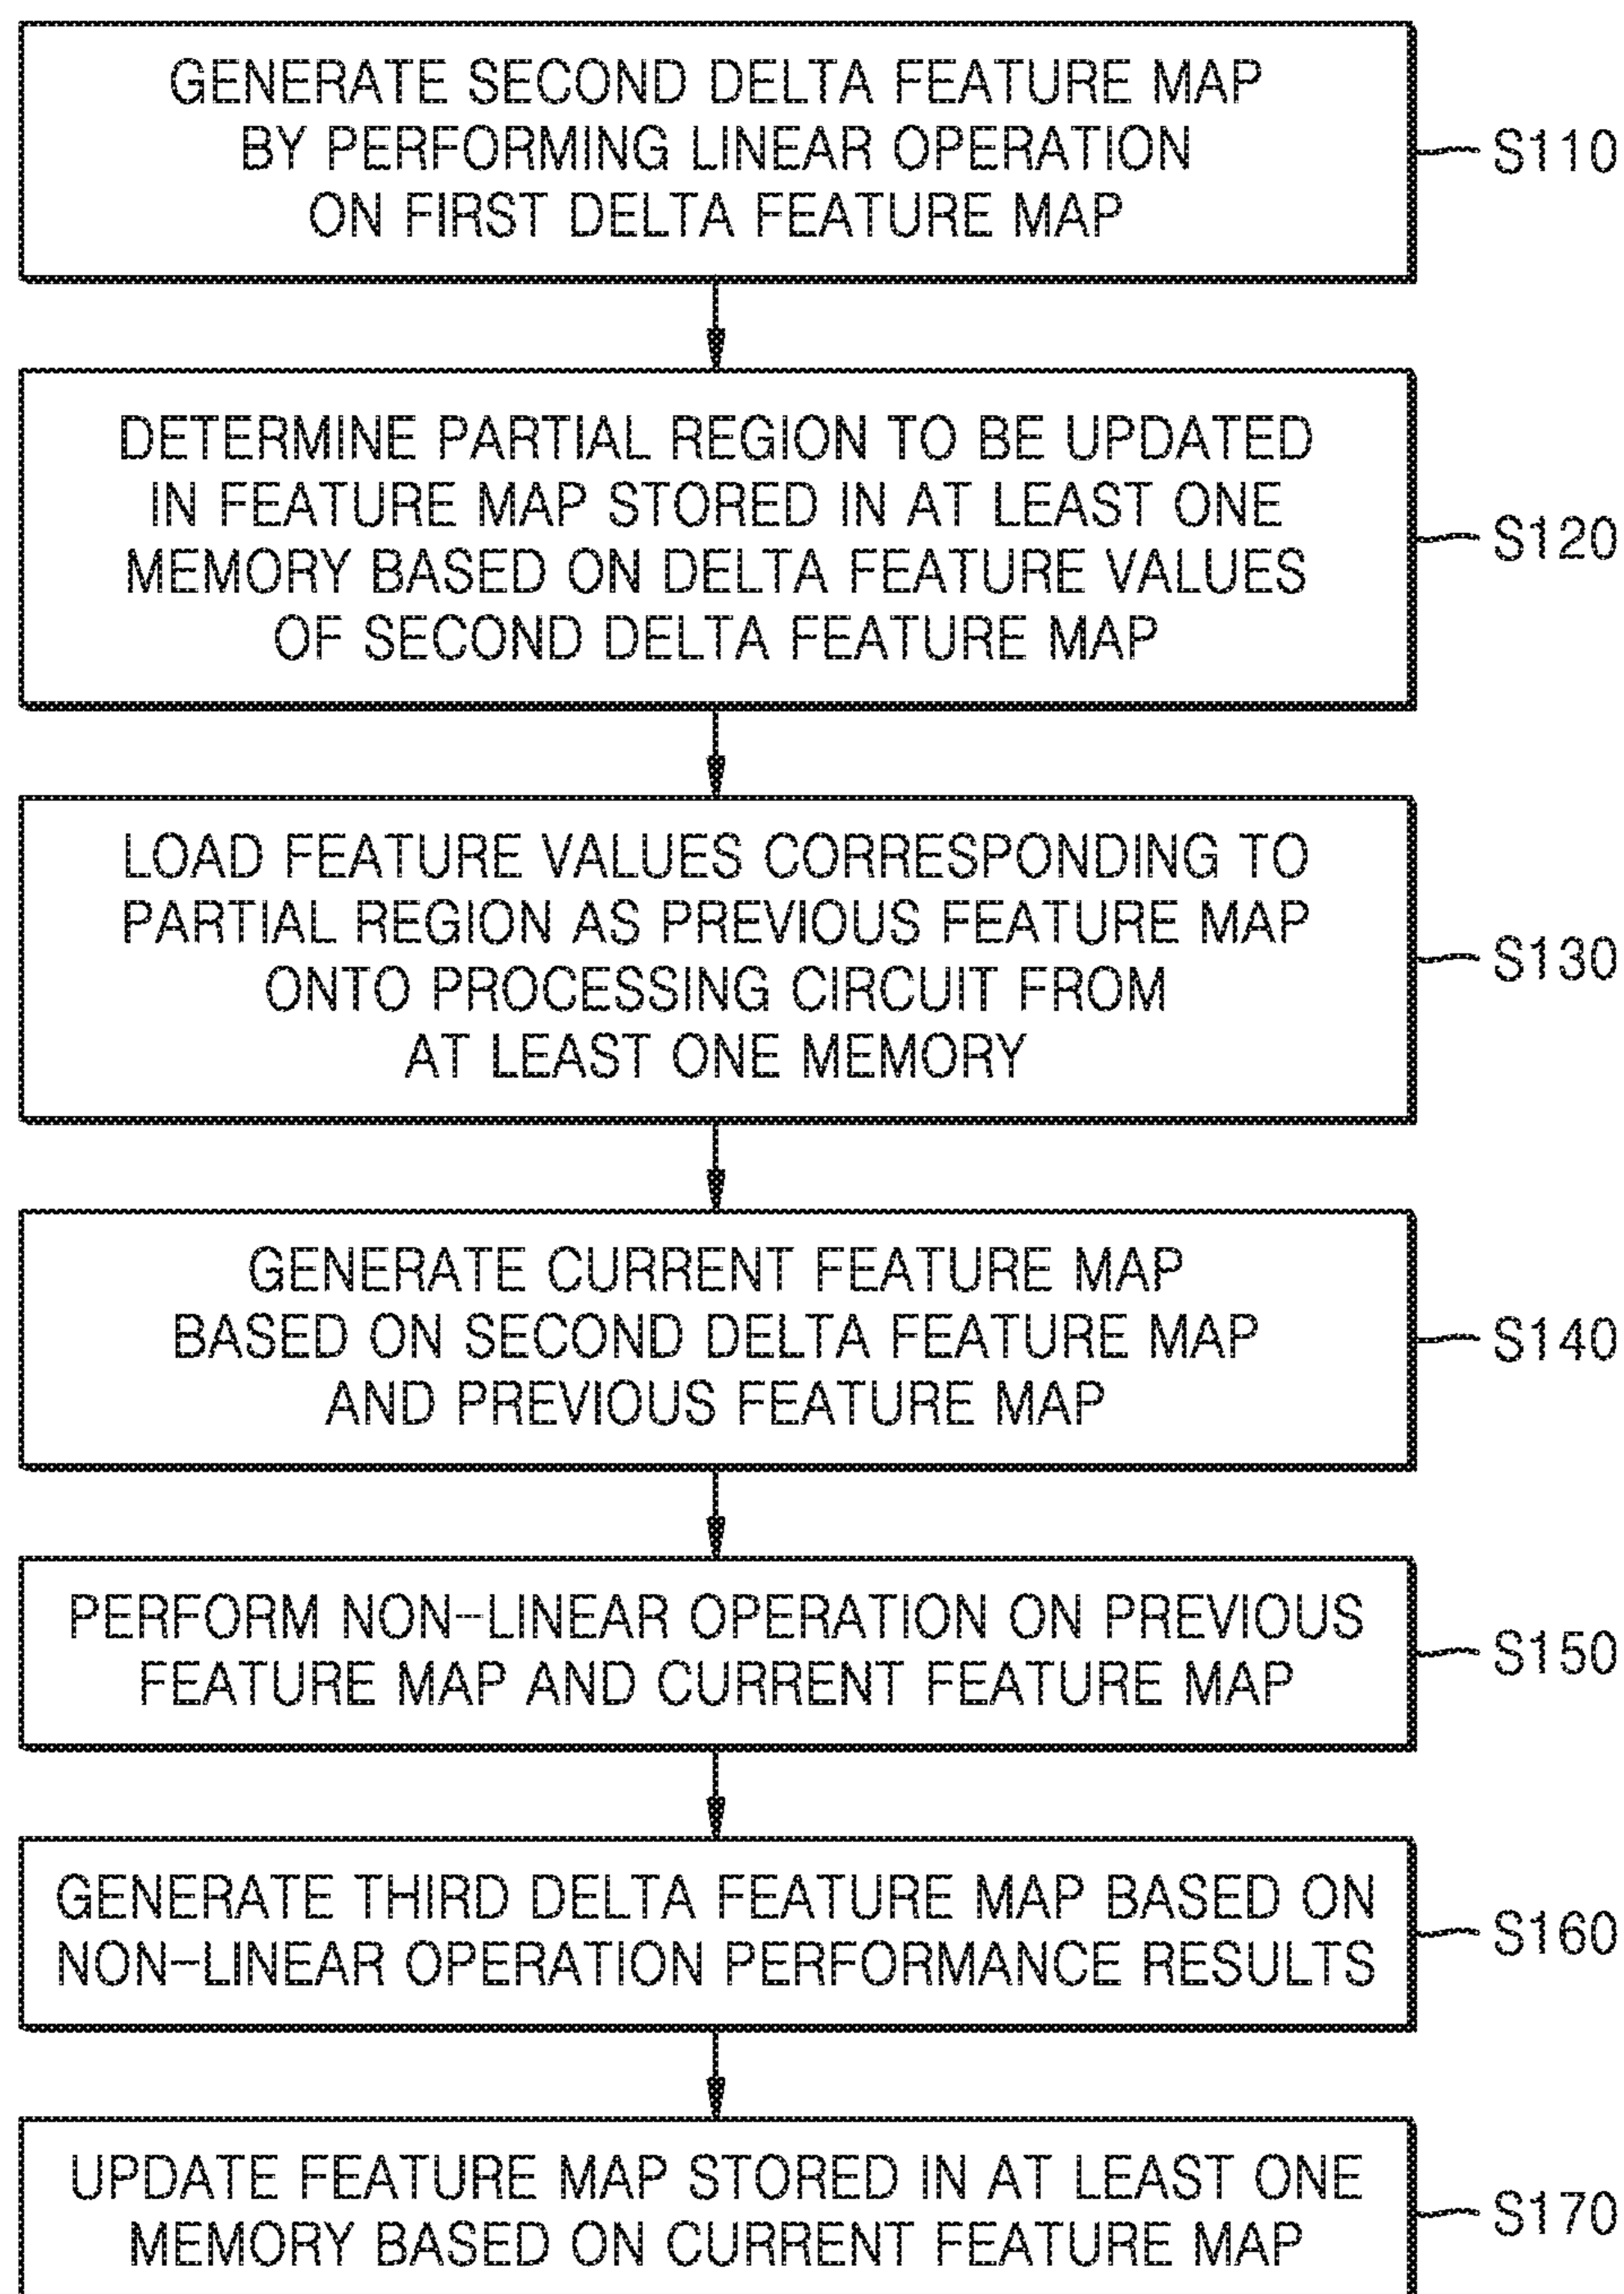 GENERATE SECOND DELTA FEATURE MAP
BY PERFORMING LINEAR OPERATION
ON FIRST DELTA FEATURE MAP
S110
DETERMINE PARTIAL REGION TO BE UPDATED
IN FEATURE MAP STORED IN AT LEAST ONE
MEMORY BASED ON DELTA FEATURE VALUES
OF SECOND DELTA FEATURE MAP
S120
LOAD FEATURE VALUES CORRESPONDING TO
PARTIAL REGION AS PREVIOUS FEATURE MAP
ONTO PROCESSING CIRCUIT FROM
AT LEAST ONE MEMORY
S130
GENERATE CURRENT FEATURE MAP
BASED ON SECOND DELTA FEATURE MAP
AND PREVIOUS FEATURE MAP
S140
PERFORM NON-LINEAR OPERATION ON PREVIOUS
FEATURE MAP AND CURRENT FEATURE MAP
S150
GENERATE THIRD DELTA FEATURE MAP BASED ON
NON-LINEAR OPERATION PERFORMANCE RESULTS
S160
UPDATE FEATURE MAP STORED IN AT LEAST ONE
MEMORY BASED ON CURRENT FEATURE MAP
S170